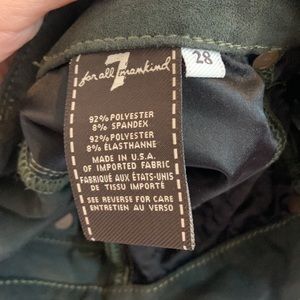 7
for all mankind
28
92% POLYESTER
8% SPANDEX
92% POLYESTER
8% ÉLASTHANNE
MADE IN U.S.A.
OF IMPORTED FABRIC
FABRIQUÉ AUX ÉTATS-UNIS
DE TISSU IMPORTÉ
SEE REVERSE FOR CARE
ENTRETIEN AU VERSO